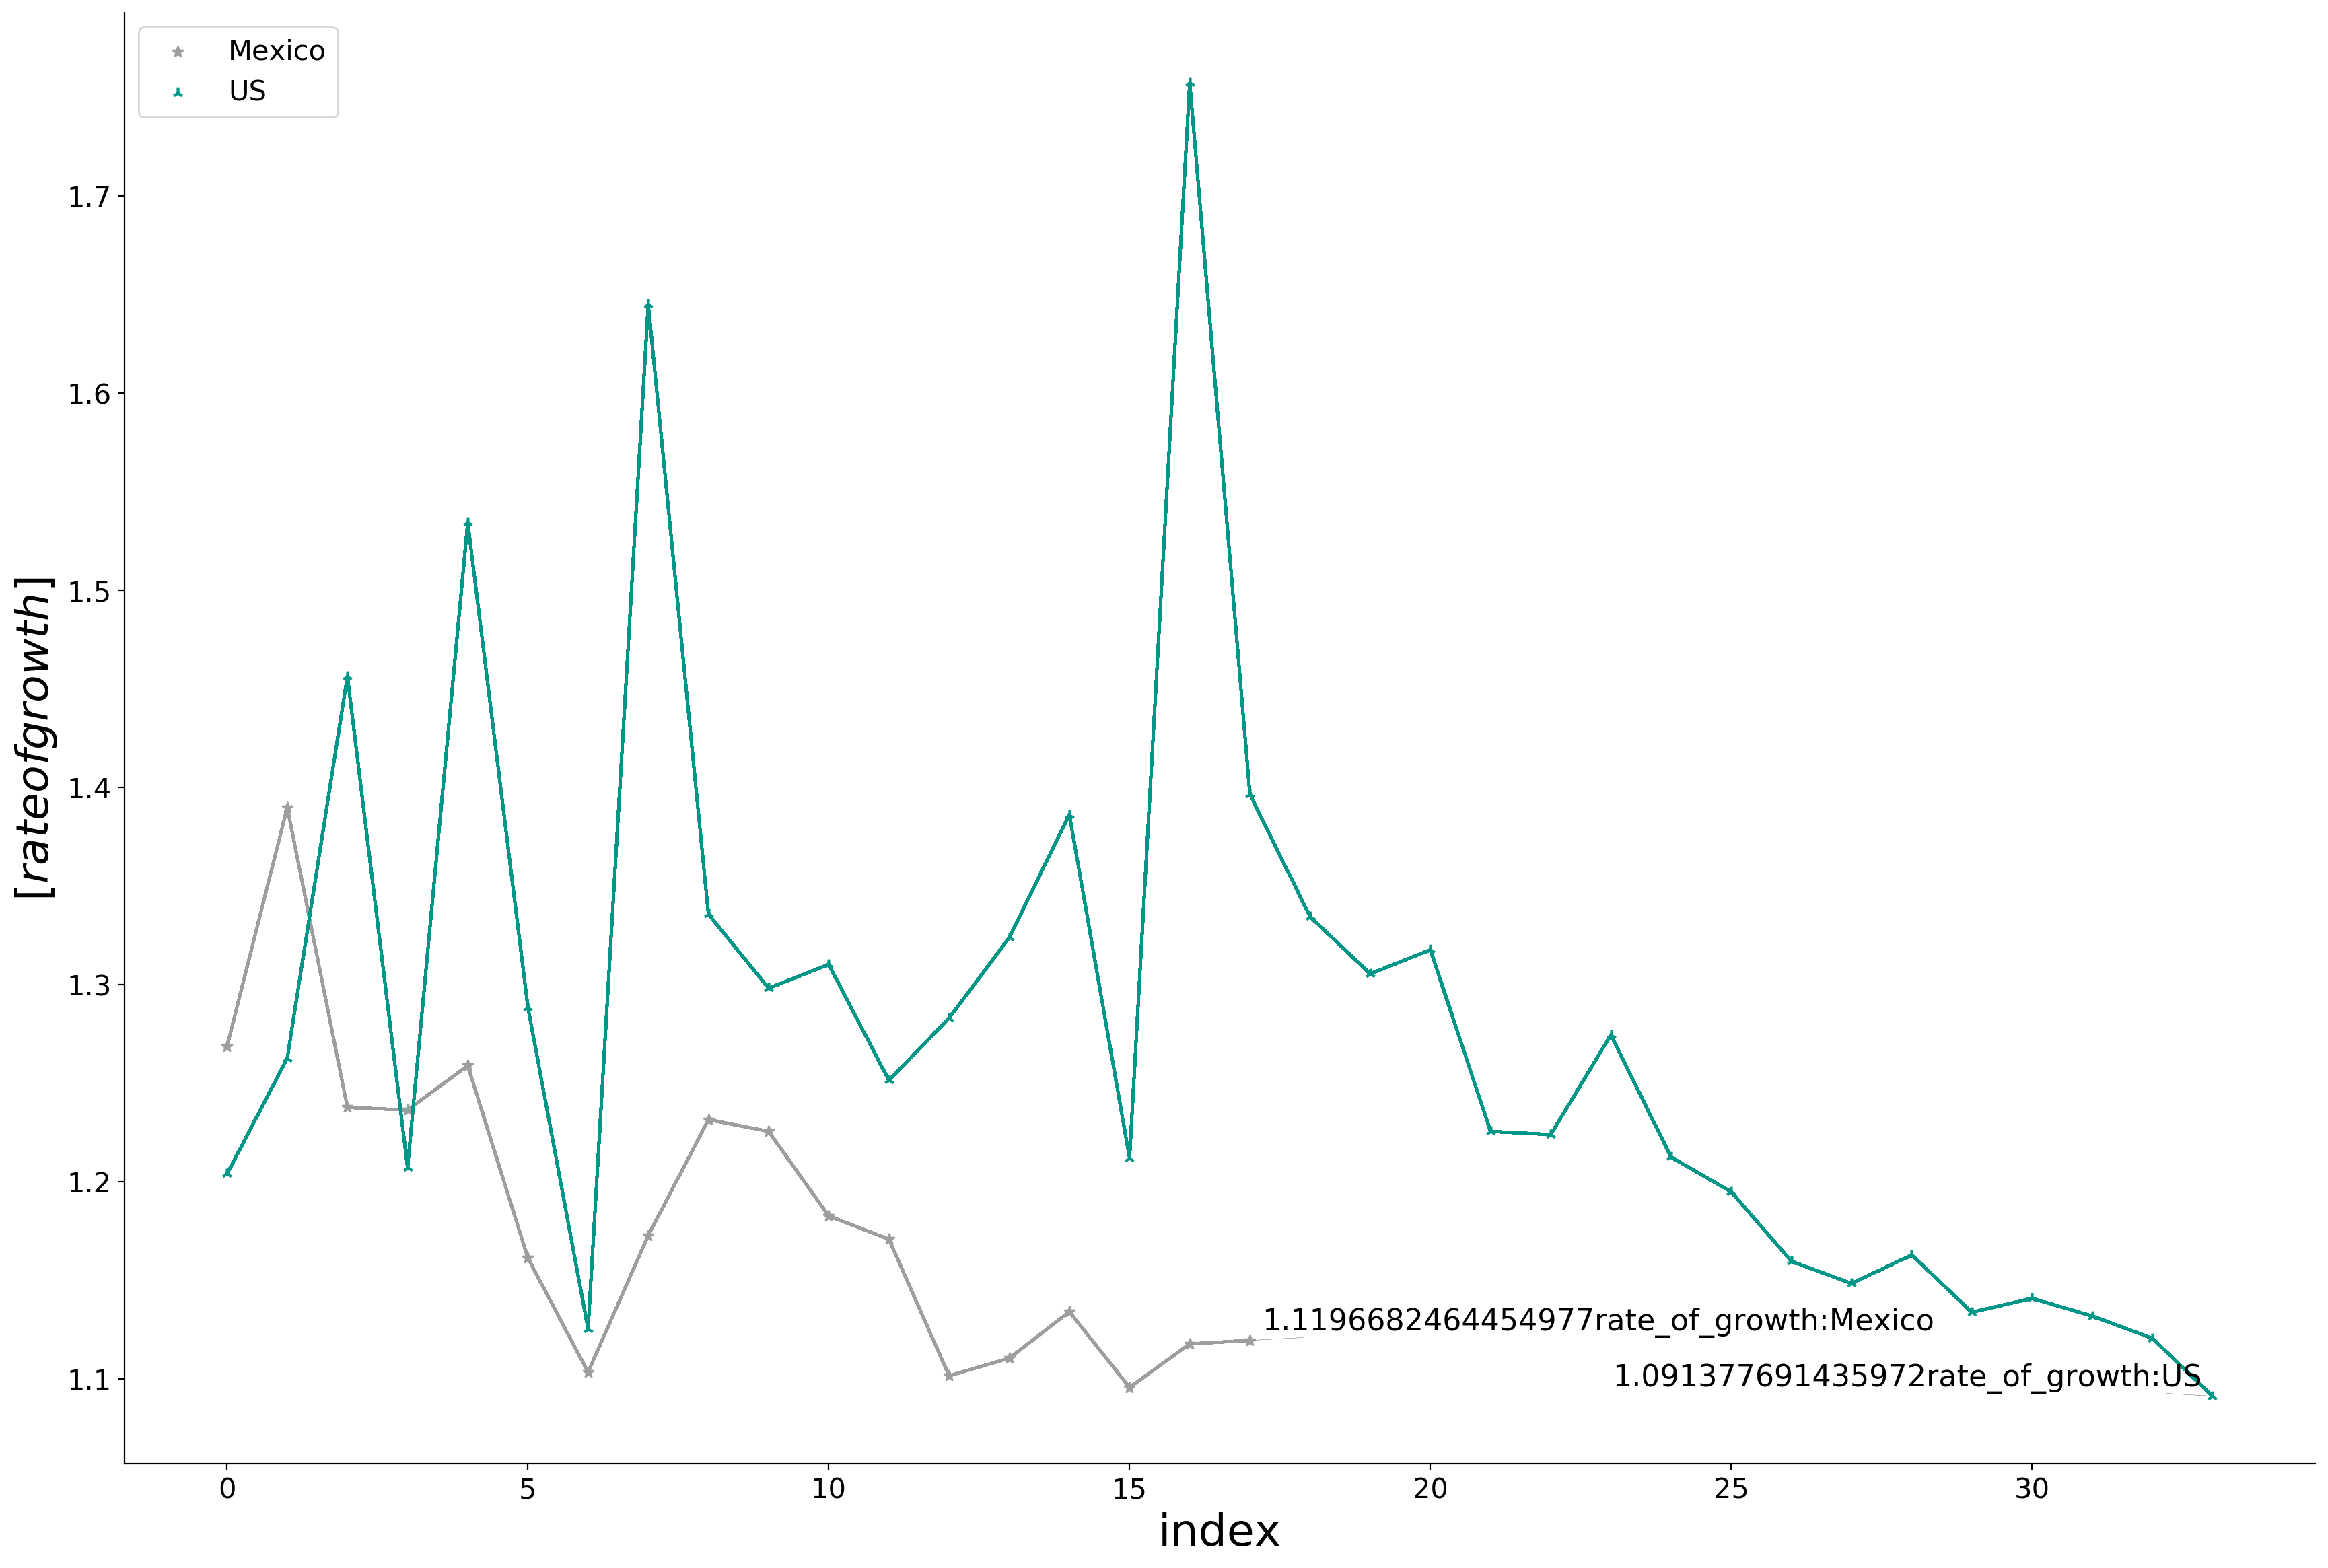 Mexico
US
1.7
1.6
1.5
1.4
1.3
1.2
1.1
[rateofgrowth]
1.1196682464454977rate_of_growth:Mexico
1.091377691435972rate_of_growth:US
0 5 10 15 20 25 30
index